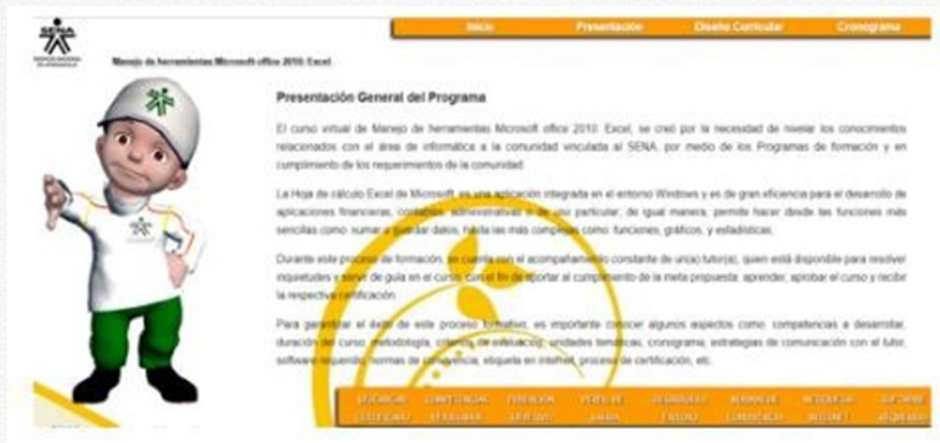 SENA
Inicio Presentación Diseño Curricular Cronograma
Manejo de herramientas Microsoft office 2010: Excel
Presentación General del Programa
El curso virtual de Manejo de herramientas Microsoft office 2010: Excel, se creó por la necesidad de nivelar los conocimientos
relacionados con el área de informática a la comunidad vinculada al SENA, por medio de los Programas de formación y en
cumplimiento de los requerimientos de la comunidad
La Hoja de cálculo Excel de Microsoft, es una aplicación integrada en el entorno Windows y es de gran eficiencia para el desarrollo de
aplicaciones financieras, contables, administrativas o de uso particular, de igual manera, permite hacer desde las funciones más
sencillas como: sumar o guardar datos, hasta las más complejas como: funciones, gráficos, y estadísticas.
Durante este proceso de formación, se cuenta con el acompañamiento constante de un(a) tutor(a), quien está disponible para resolver
inquietudes y servir de guía en el curso, con el fin de aportar al cumplimiento de la meta propuesta: aprender, aprobar el curso y recibir
la respectiva certificación
Para garantizar el éxito de este proceso formativo, es importante conocer algunos aspectos como: competencias a desarrollar,
duración del curso, metodología, criterios de evaluación, unidades temáticas, cronograma, estrategias de comunicación con el tutor,
software requerido, normas de convivencia, etiqueta en internet, proceso de certificación, etc.